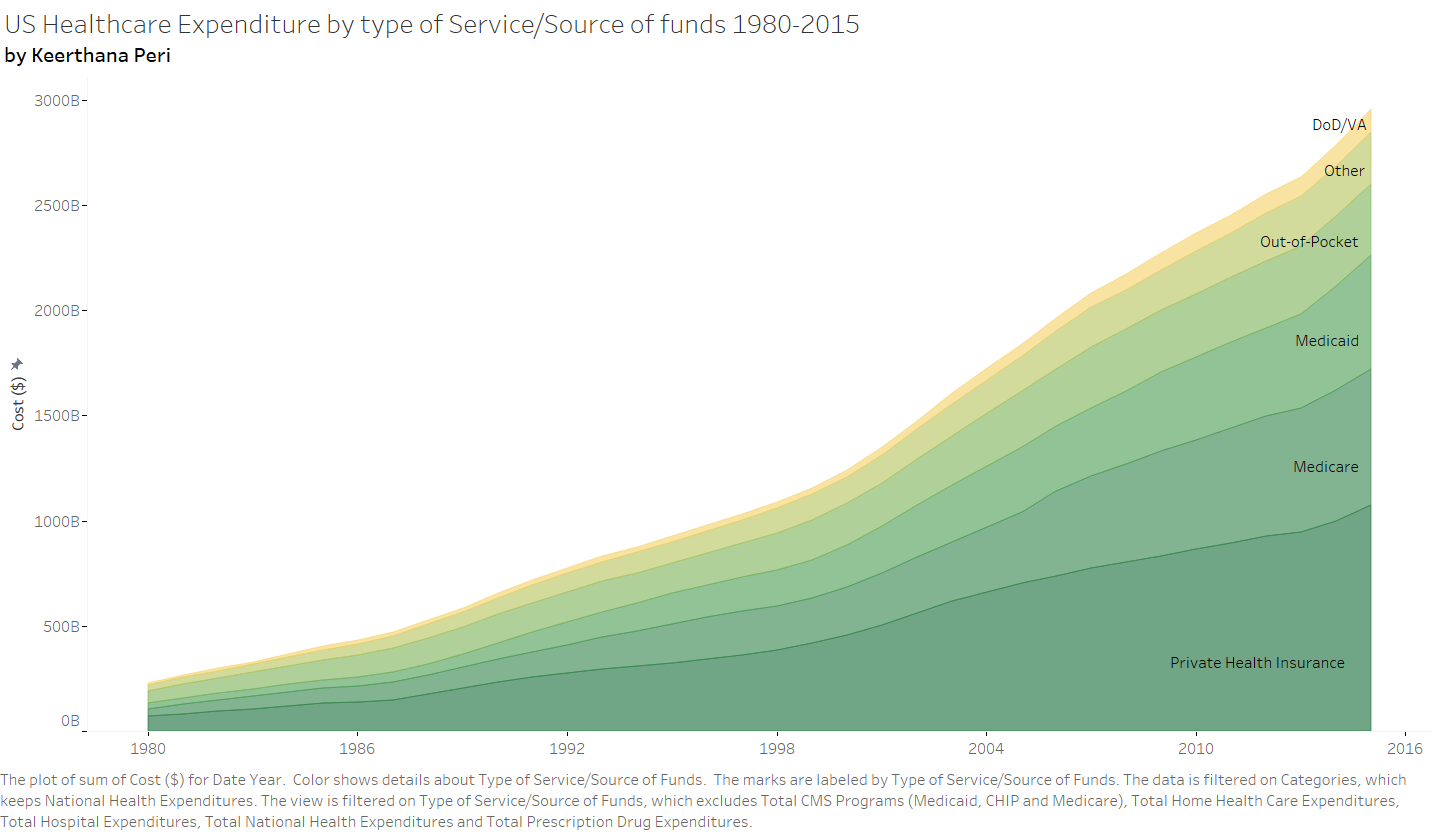 US Healthcare Expenditure by type of Service/Source of funds 1980-2015
by Keerthana Peri
3000B
2500B
2000B
1500B
1000B
500B
0B
Cost ($)
DoD/VA
Other
Out-of-Pocket
Medicaid
Medicare
Private Health Insurance
1980 1986 1992 1998 2004 2010 2016
The plot of sum of Cost ($) for Date Year.  Color shows details about Type of Service/Source of Funds.  The marks are labeled by Type of Service/Source of Funds. The data is filtered on Categories, which
keeps National Health Expenditures. The view is filtered on Type of Service/Source of Funds, which excludes Total CMS Programs (Medicaid, CHIP and Medicare), Total Home Health Care Expenditures,
Total Hospital Expenditures, Total National Health Expenditures and Total Prescription Drug Expenditures.